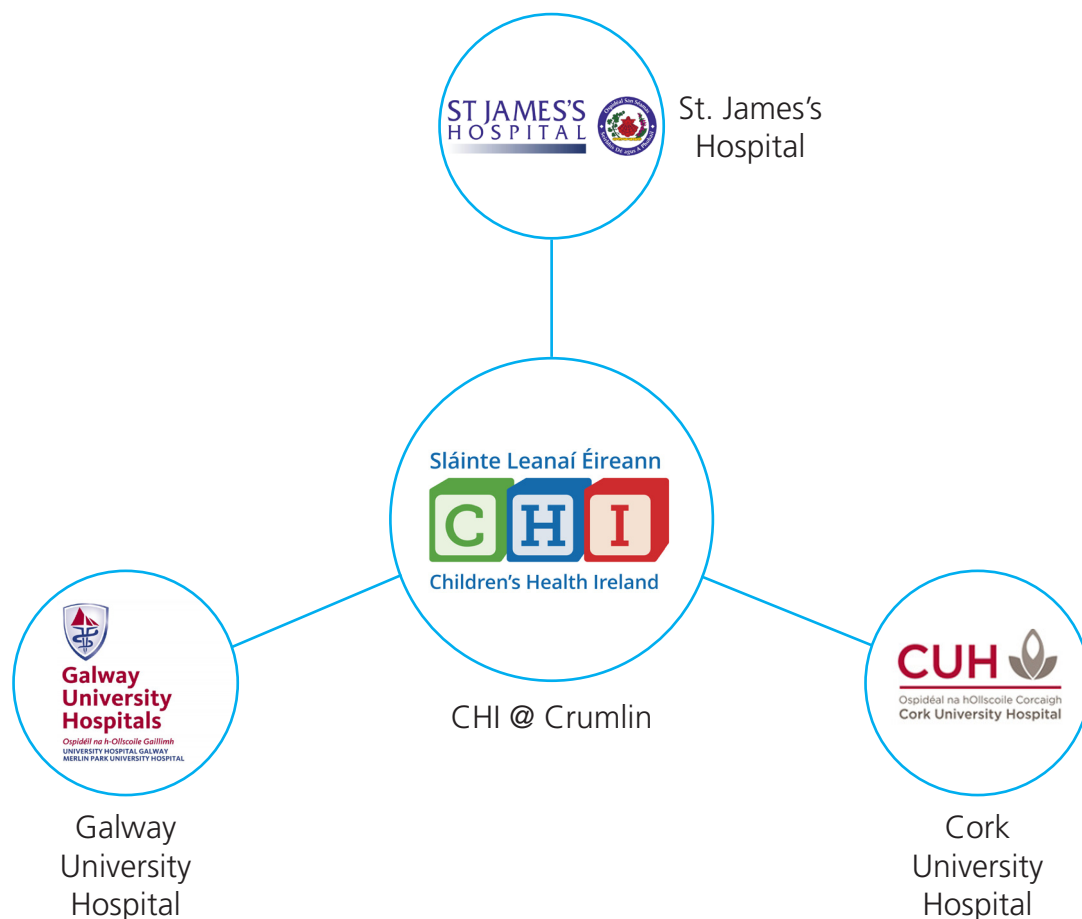 ST JAMES'S
HOSPITAL
St. James's
Hospital
Sláinte Leanaí Éireann
CHI
Children's Health Ireland
CHI @ Crumlin
Galway
University
Hospitals
Ospidéil na h-Ollscoile Gaillimh
UNIVERSITY HOSPITAL GALWAY
MERLIN PARK UNIVERSITY HOSPITAL
Galway
University
Hospital
CUH
Ospidéal na hOllscoile Corcaigh
Cork University Hospital
Cork
University
Hospital